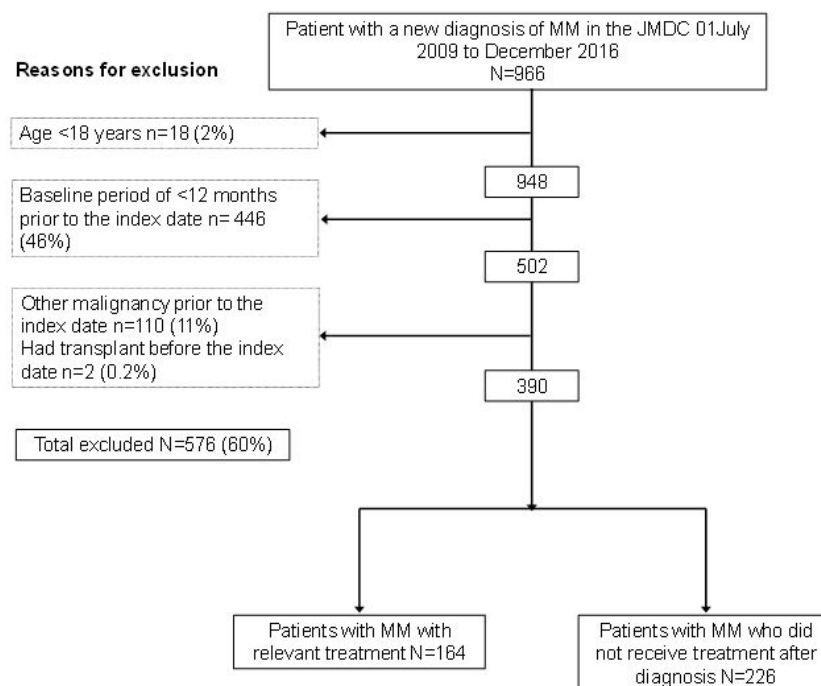 Patient with a new diagnosis of MM in the JMDC 01July
2009 to December 2016
N=966
Reasons for exclusion
Age <18 years n=18 (2%)
948
Baseline period of <12 months
prior to the index date n= 446
(46%)
502
Other malignancy prior to the
index date n=110 (11%)
Had transplant before the index
date n=2 (0.2%)
390
Total excluded N=576 (60%)
Patients with MM with
relevant treatment N=164
Patients with MM who did
not receive treatment after
diagnosis N=226